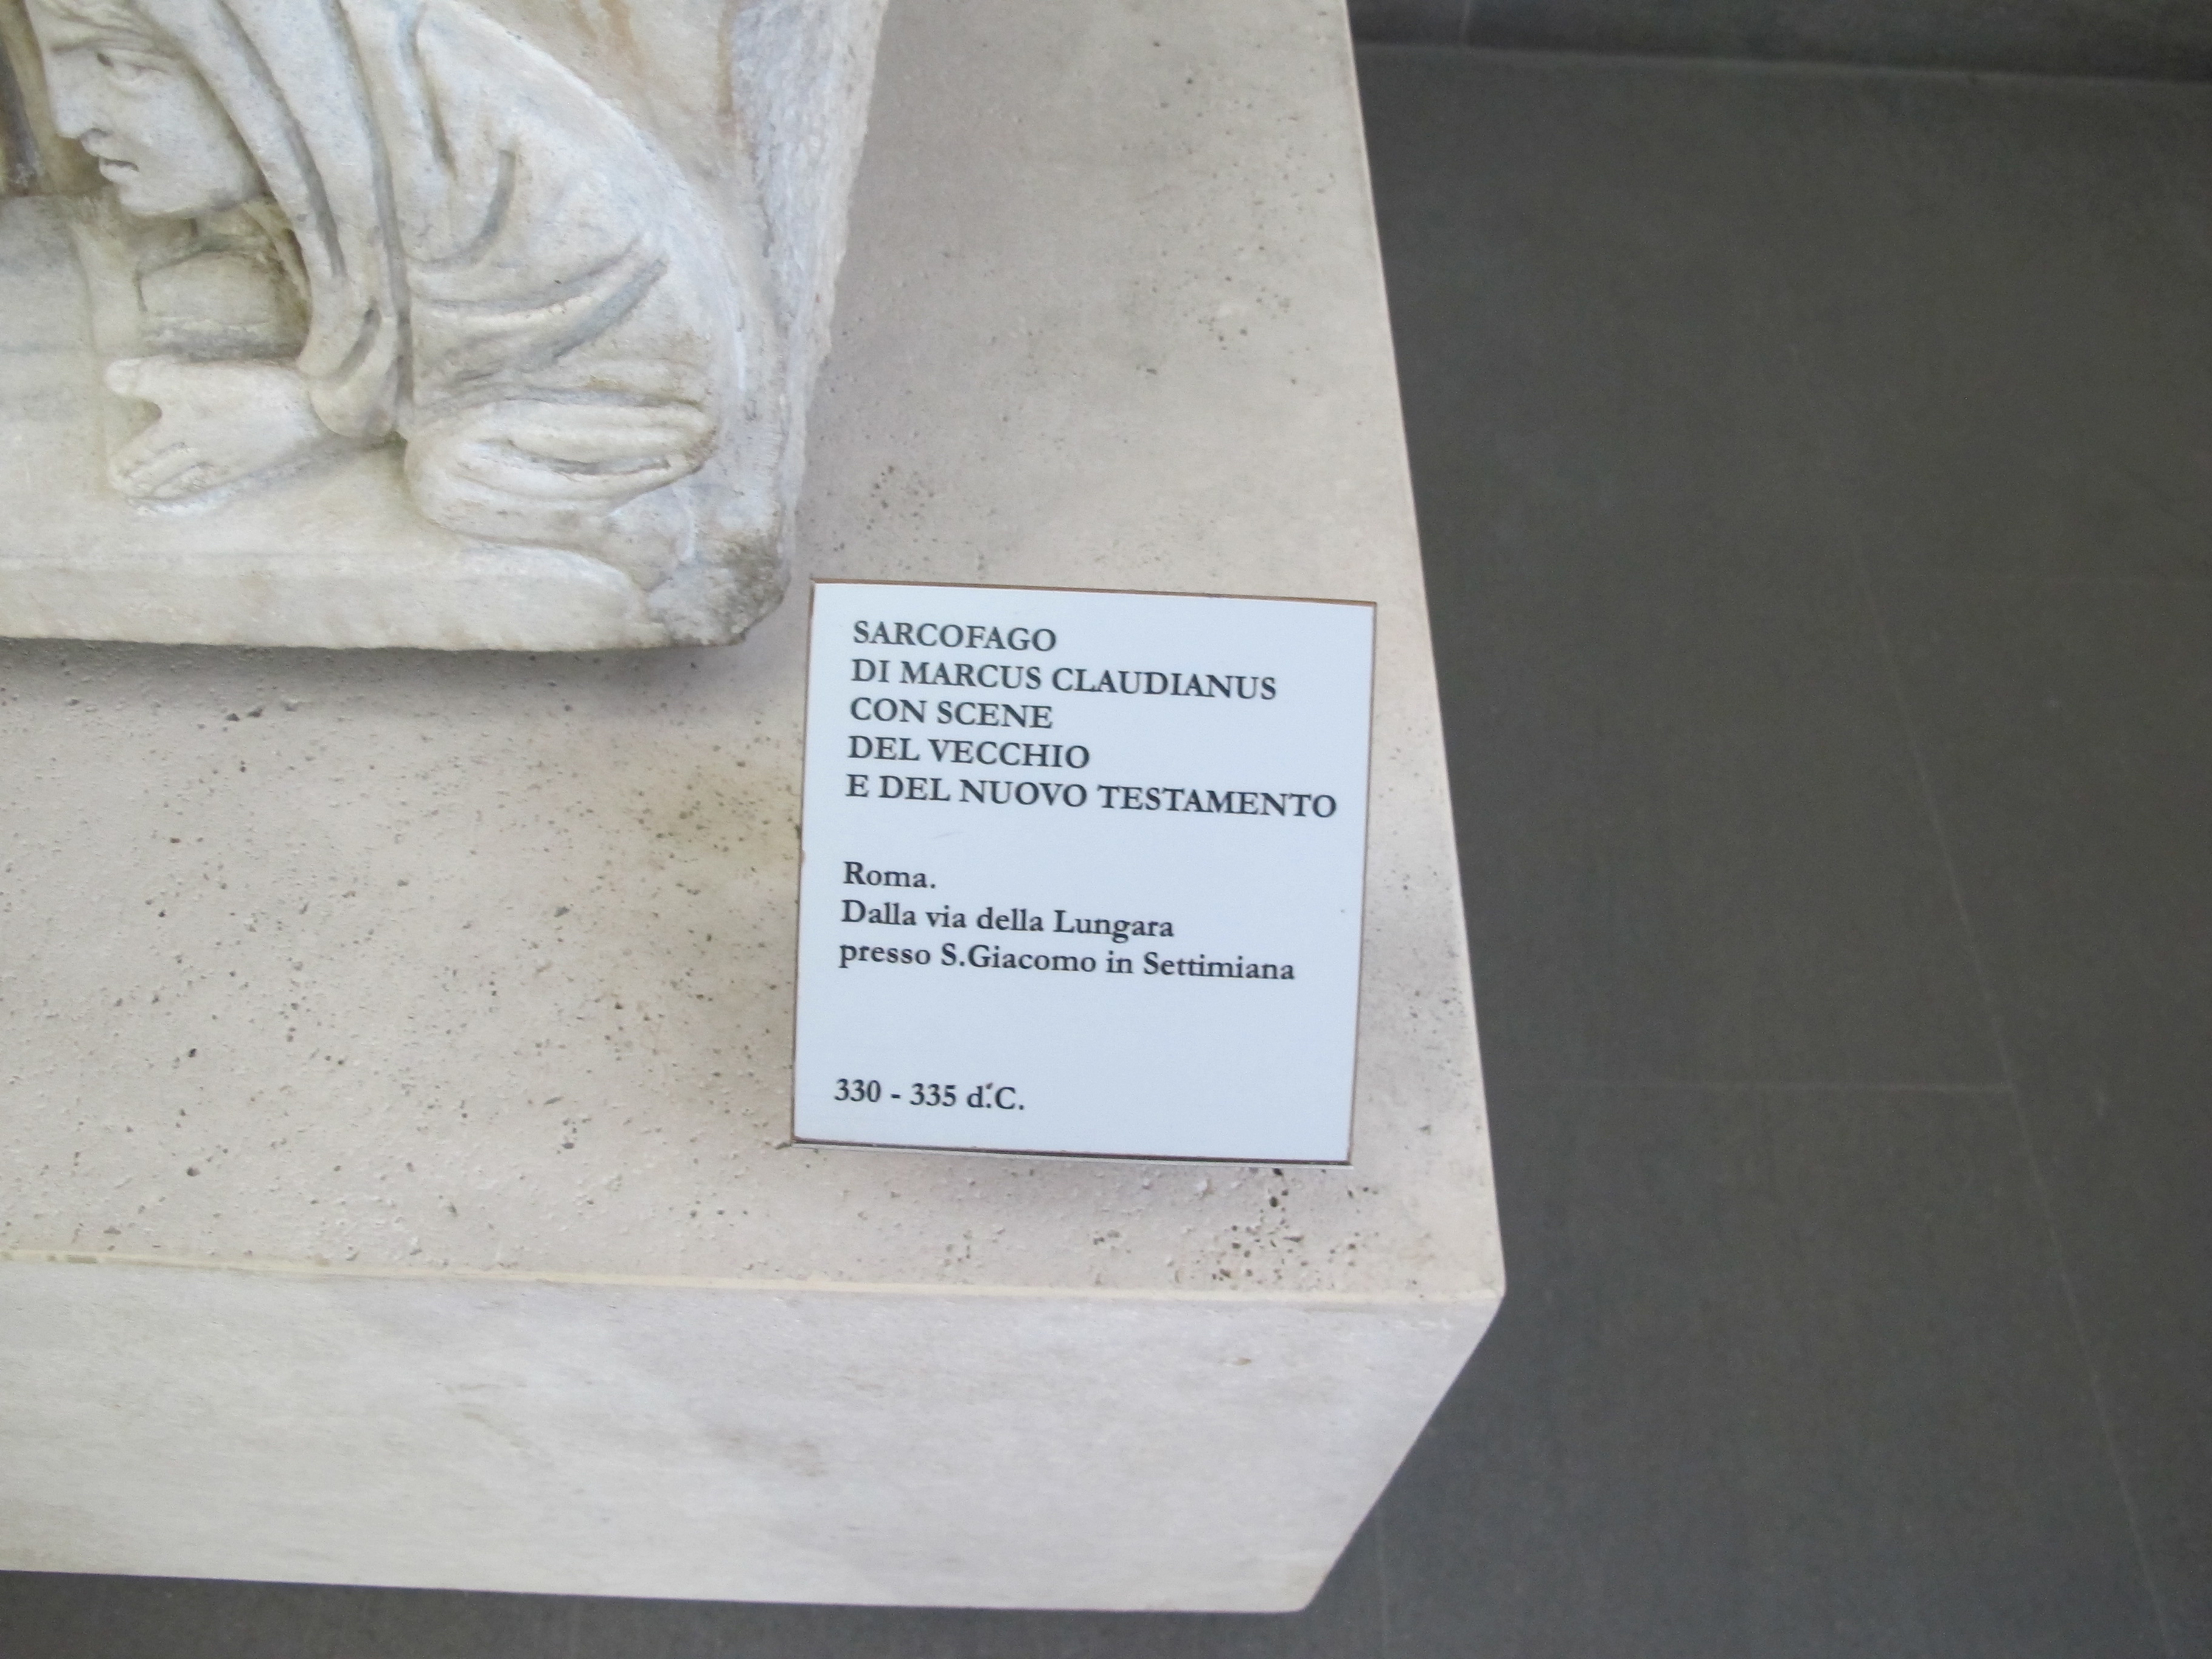 SARCOFAGO
DI MARCUS CLAUDIANUS
CON SCENE
DEL VECCHIO
E DEL NUOVO TESTAMENTO
Roma.
Dalla via della Lungara
presso S.Giacomo in Settimiana
330 - 335 d.C.